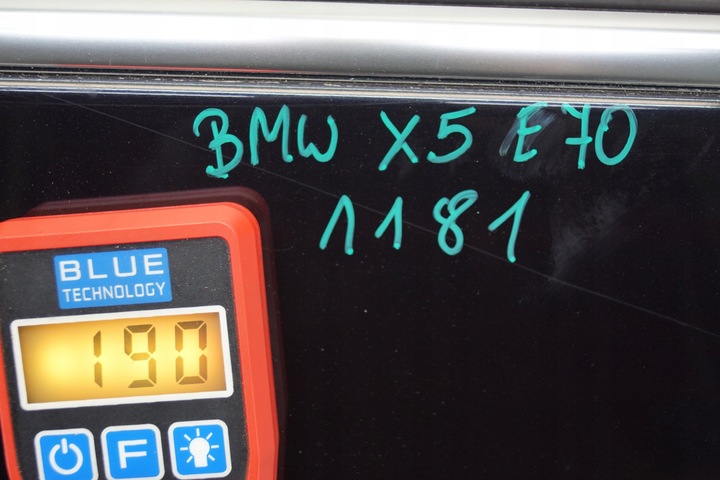 BMW X5 E70
1181
BLUE
TECHNOLOGY
190
F